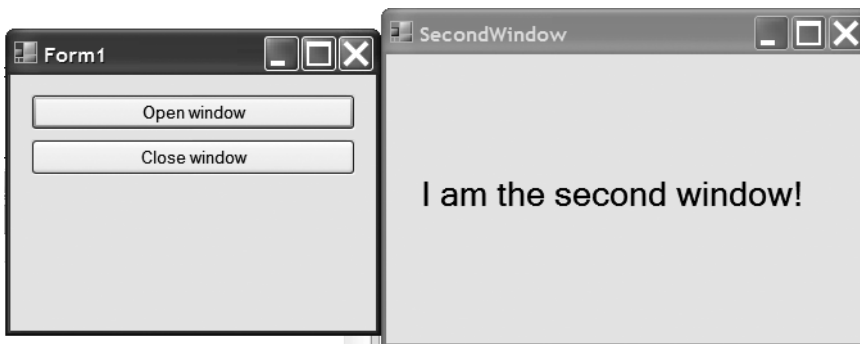 Form1
Open window
Close window
SecondWindow
I am the second window!